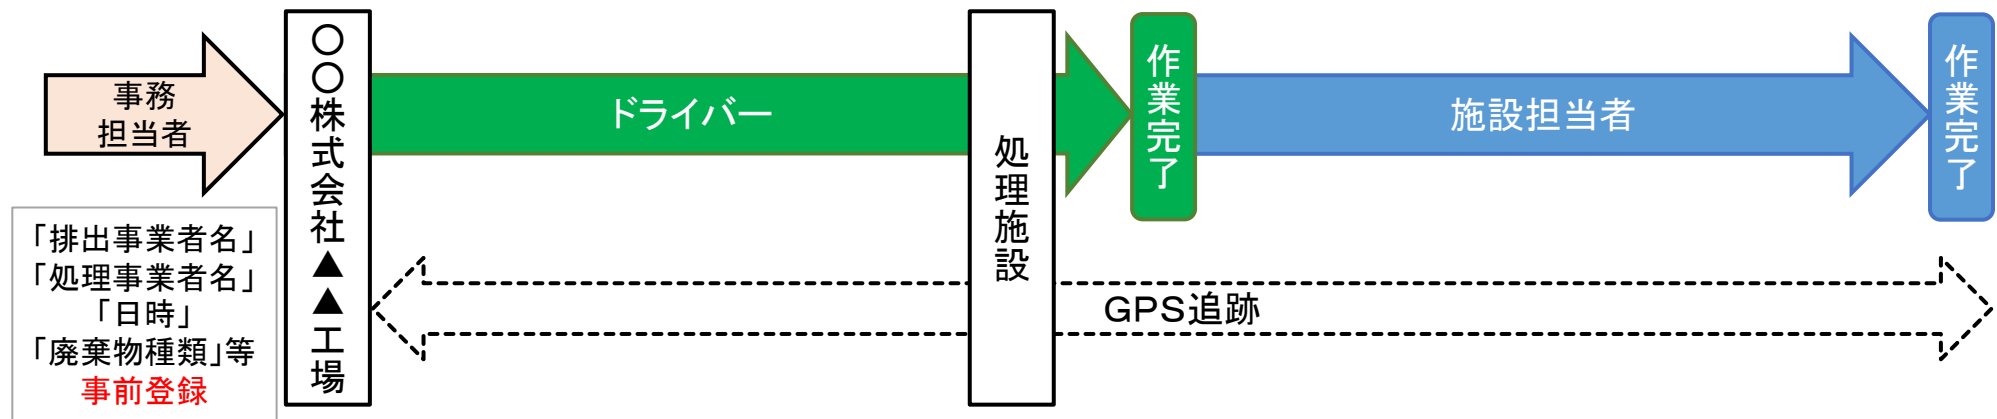 事務
担当者
「排出事業者名」
「処理事業者名」
「日時」
「廃棄物種類」等
事前登録
〇〇株式会社▲▲工場
ドライバー
処理施設
作業完了
施設担当者
作業完了
GPS追跡